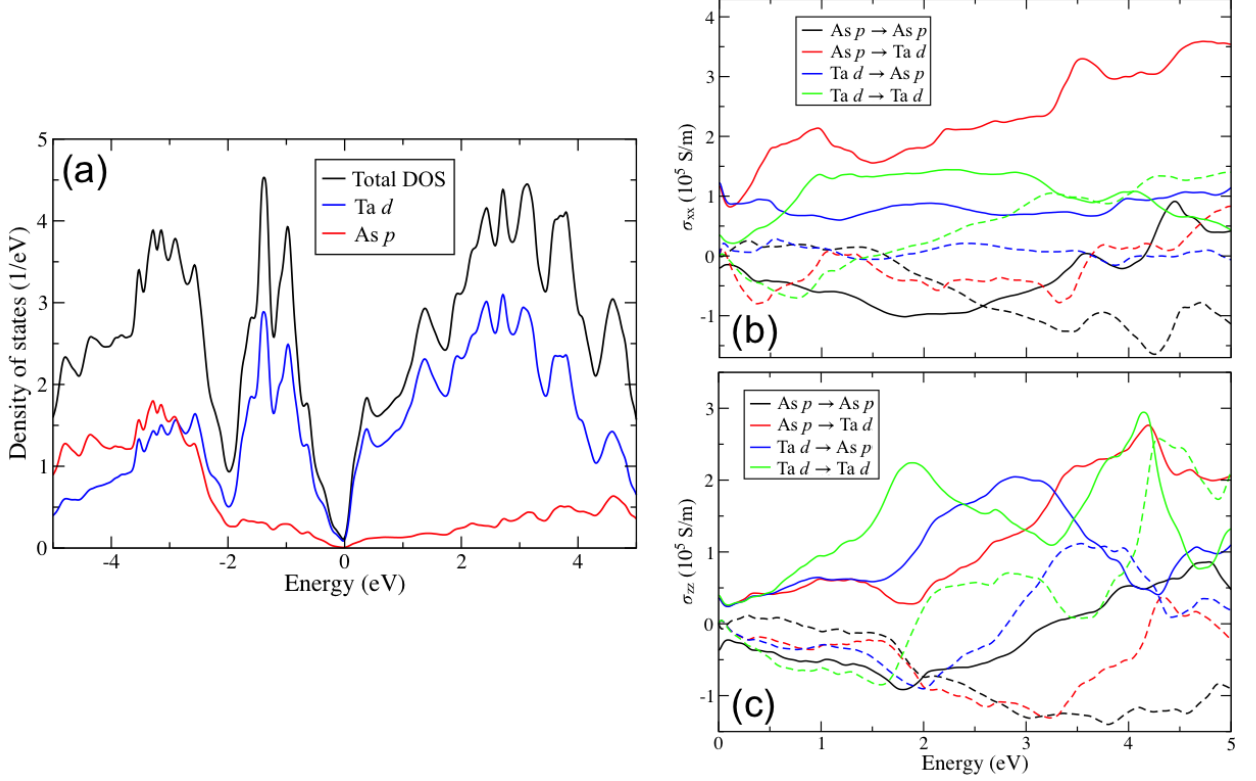 (a)
Density of states (1/eV)
5
4
3
2
1
0
Total DOS
Ta d
As p
-4
-2
0
2
4
Energy (eV)
(b)
σxx (10⁵ S/m)
4
3
2
1
0
-1
As p → As p
As p → Ta d
Ta d → As p
Ta d → Ta d
(c)
σzz (10⁵ S/m)
3
2
1
0
-1
As p → As p
As p → Ta d
Ta d → As p
Ta d → Ta d
0
1
2
3
4
5
Energy (eV)